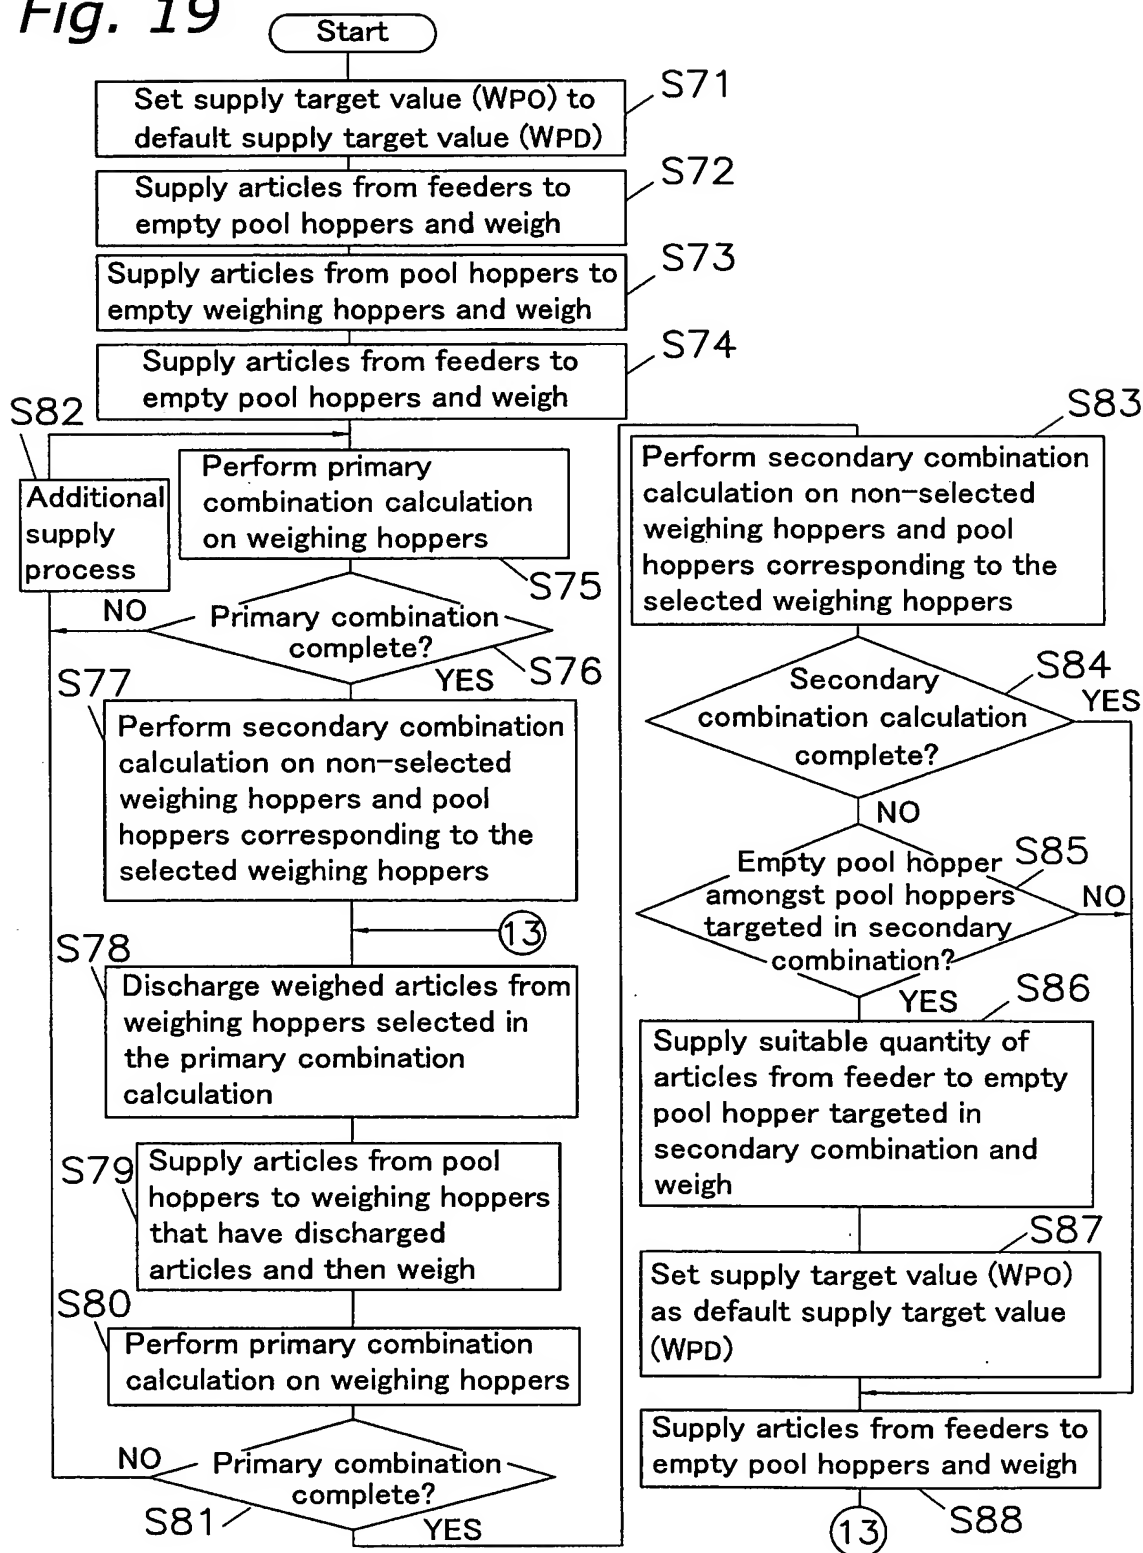 Fig. 19
Start
S71
Set supply target value (WPO) to
default supply target value (WPD)
S72
Supply articles from feeders to
empty pool hoppers and weigh
S73
Supply articles from pool hoppers to
empty weighing hoppers and weigh
S74
Supply articles from feeders to
empty pool hoppers and weigh
S82
Additional
supply
process
Perform primary
combination calculation
on weighing hoppers
S75
NO
Primary combination
complete?
S76
YES
S77
Perform secondary combination
calculation on non-selected
weighing hoppers and pool
hoppers corresponding to the
selected weighing hoppers
13
S78
Discharge weighed articles from
weighing hoppers selected in
the primary combination
calculation
S79
Supply articles from pool
hoppers to weighing hoppers
that have discharged
articles and then weigh
S80
Perform primary combination
calculation on weighing hoppers
NO
Primary combination
complete?
S81
YES
S83
Perform secondary combination
calculation on non-selected
weighing hoppers and pool
hoppers corresponding to the
selected weighing hoppers
S84
Secondary
combination calculation
complete?
YES
NO
Empty pool hopper
amongst pool hoppers
targeted in secondary
combination?
S85
NO
YES
S86
Supply suitable quantity of
articles from feeder to empty
pool hopper targeted in
secondary combination and
weigh
S87
Set supply target value (WPO)
as default supply target value
(WPD)
Supply articles from feeders to
empty pool hoppers and weigh
S88
13